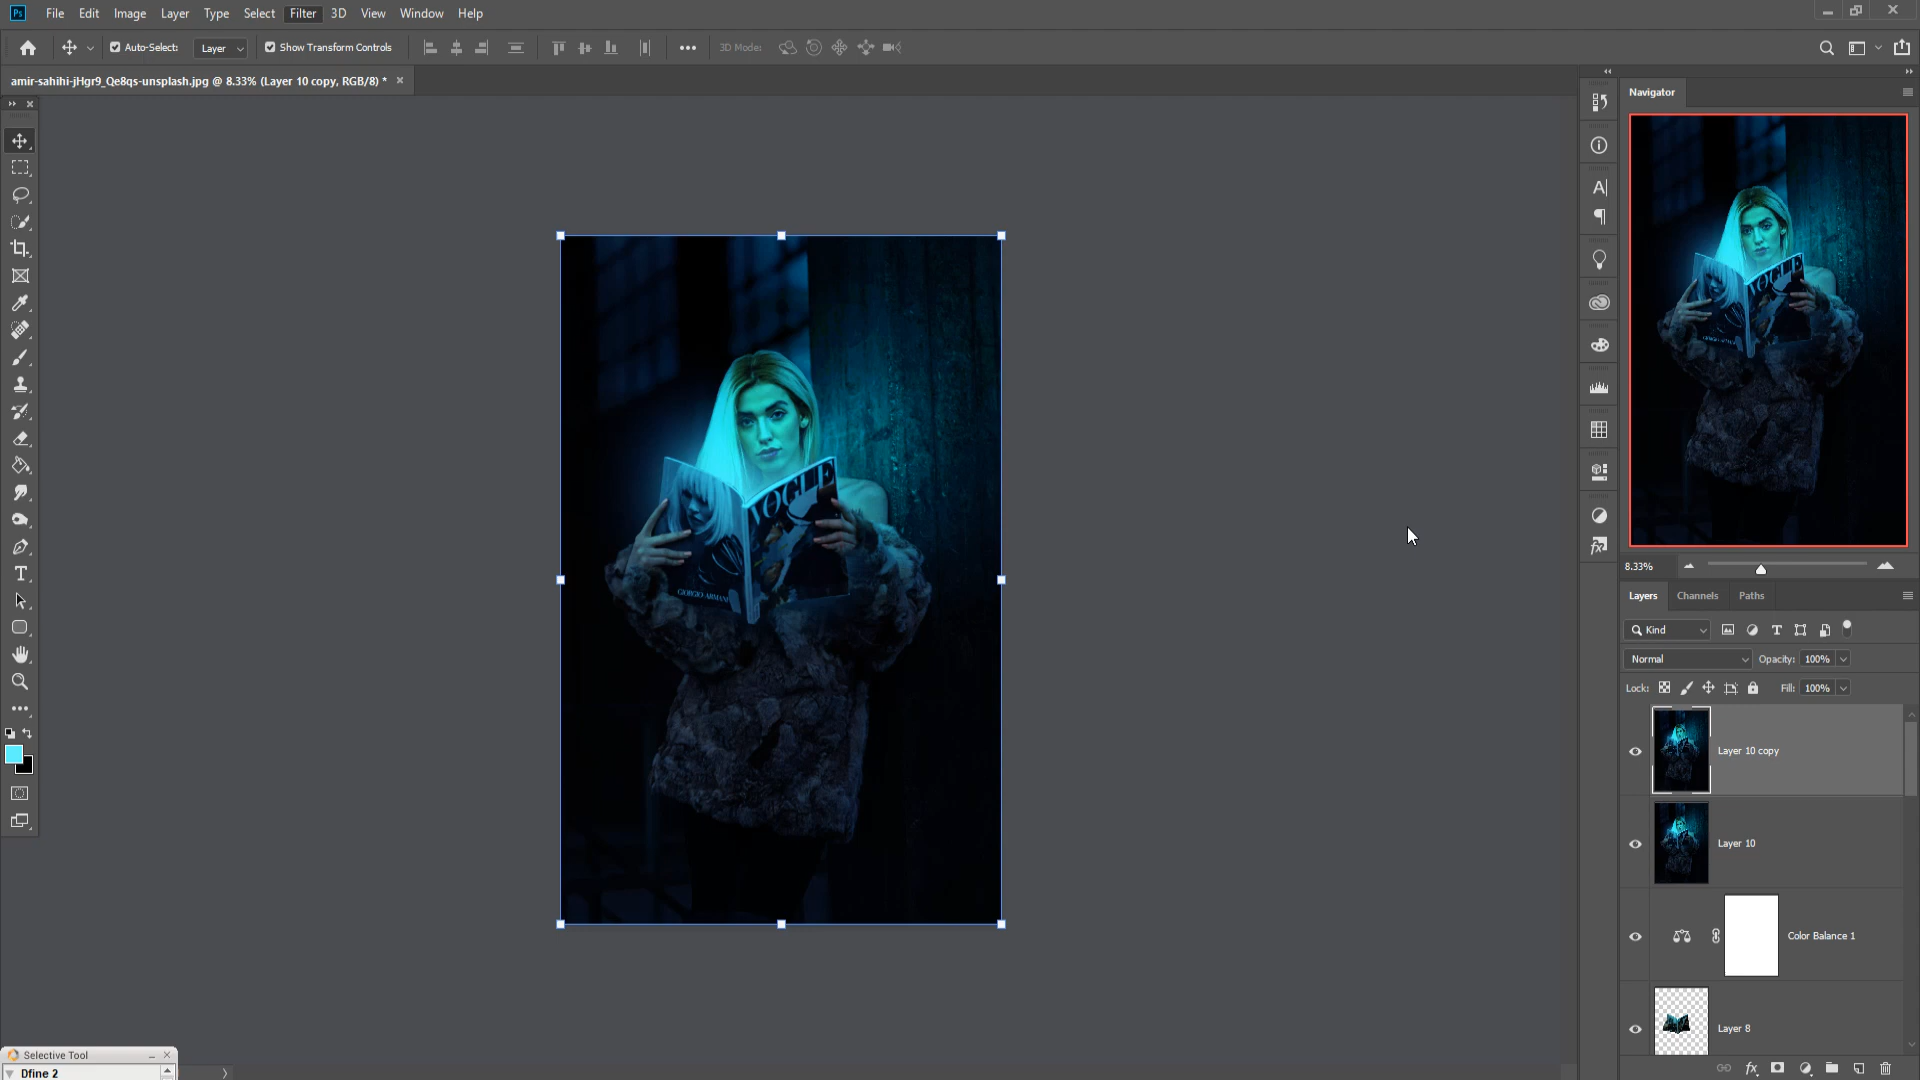 Ps File Edit Image Layer Type Select Filter 3D View Window Help
Auto-Select: Layer Show Transform Controls 3D Mode:
amir-sahihi-jHgr9_Qe8qs-unsplash.jpg @ 8.33% (Layer 10 copy, RGB/8) *
Navigator
VOGUE
GIORGIO ARMANI
8.33%
Layers Channels Paths
Kind
Normal Opacity: 100%
Lock: Fill: 100%
Layer 10 copy
Layer 10
Color Balance 1
Layer 8
Selective Tool
Dfine 2